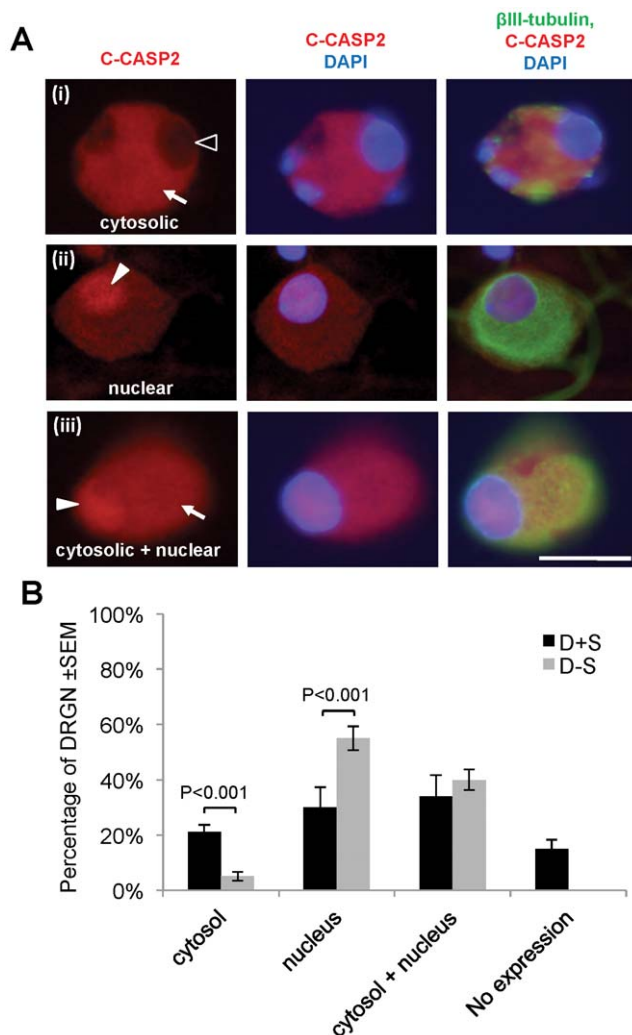 A
C-CASP2
C-CASP2
DAPI
βIII-tubulin,
C-CASP2
DAPI
(i)
cytosolic
(ii)
nuclear
(iii)
cytosolic + nuclear
B
Percentage of DRGN ±SEM
100%
80%
60%
40%
20%
0%
P<0.001
P<0.001
D+S
D-S
cytosol
nucleus
cytosol + nucleus
No expression